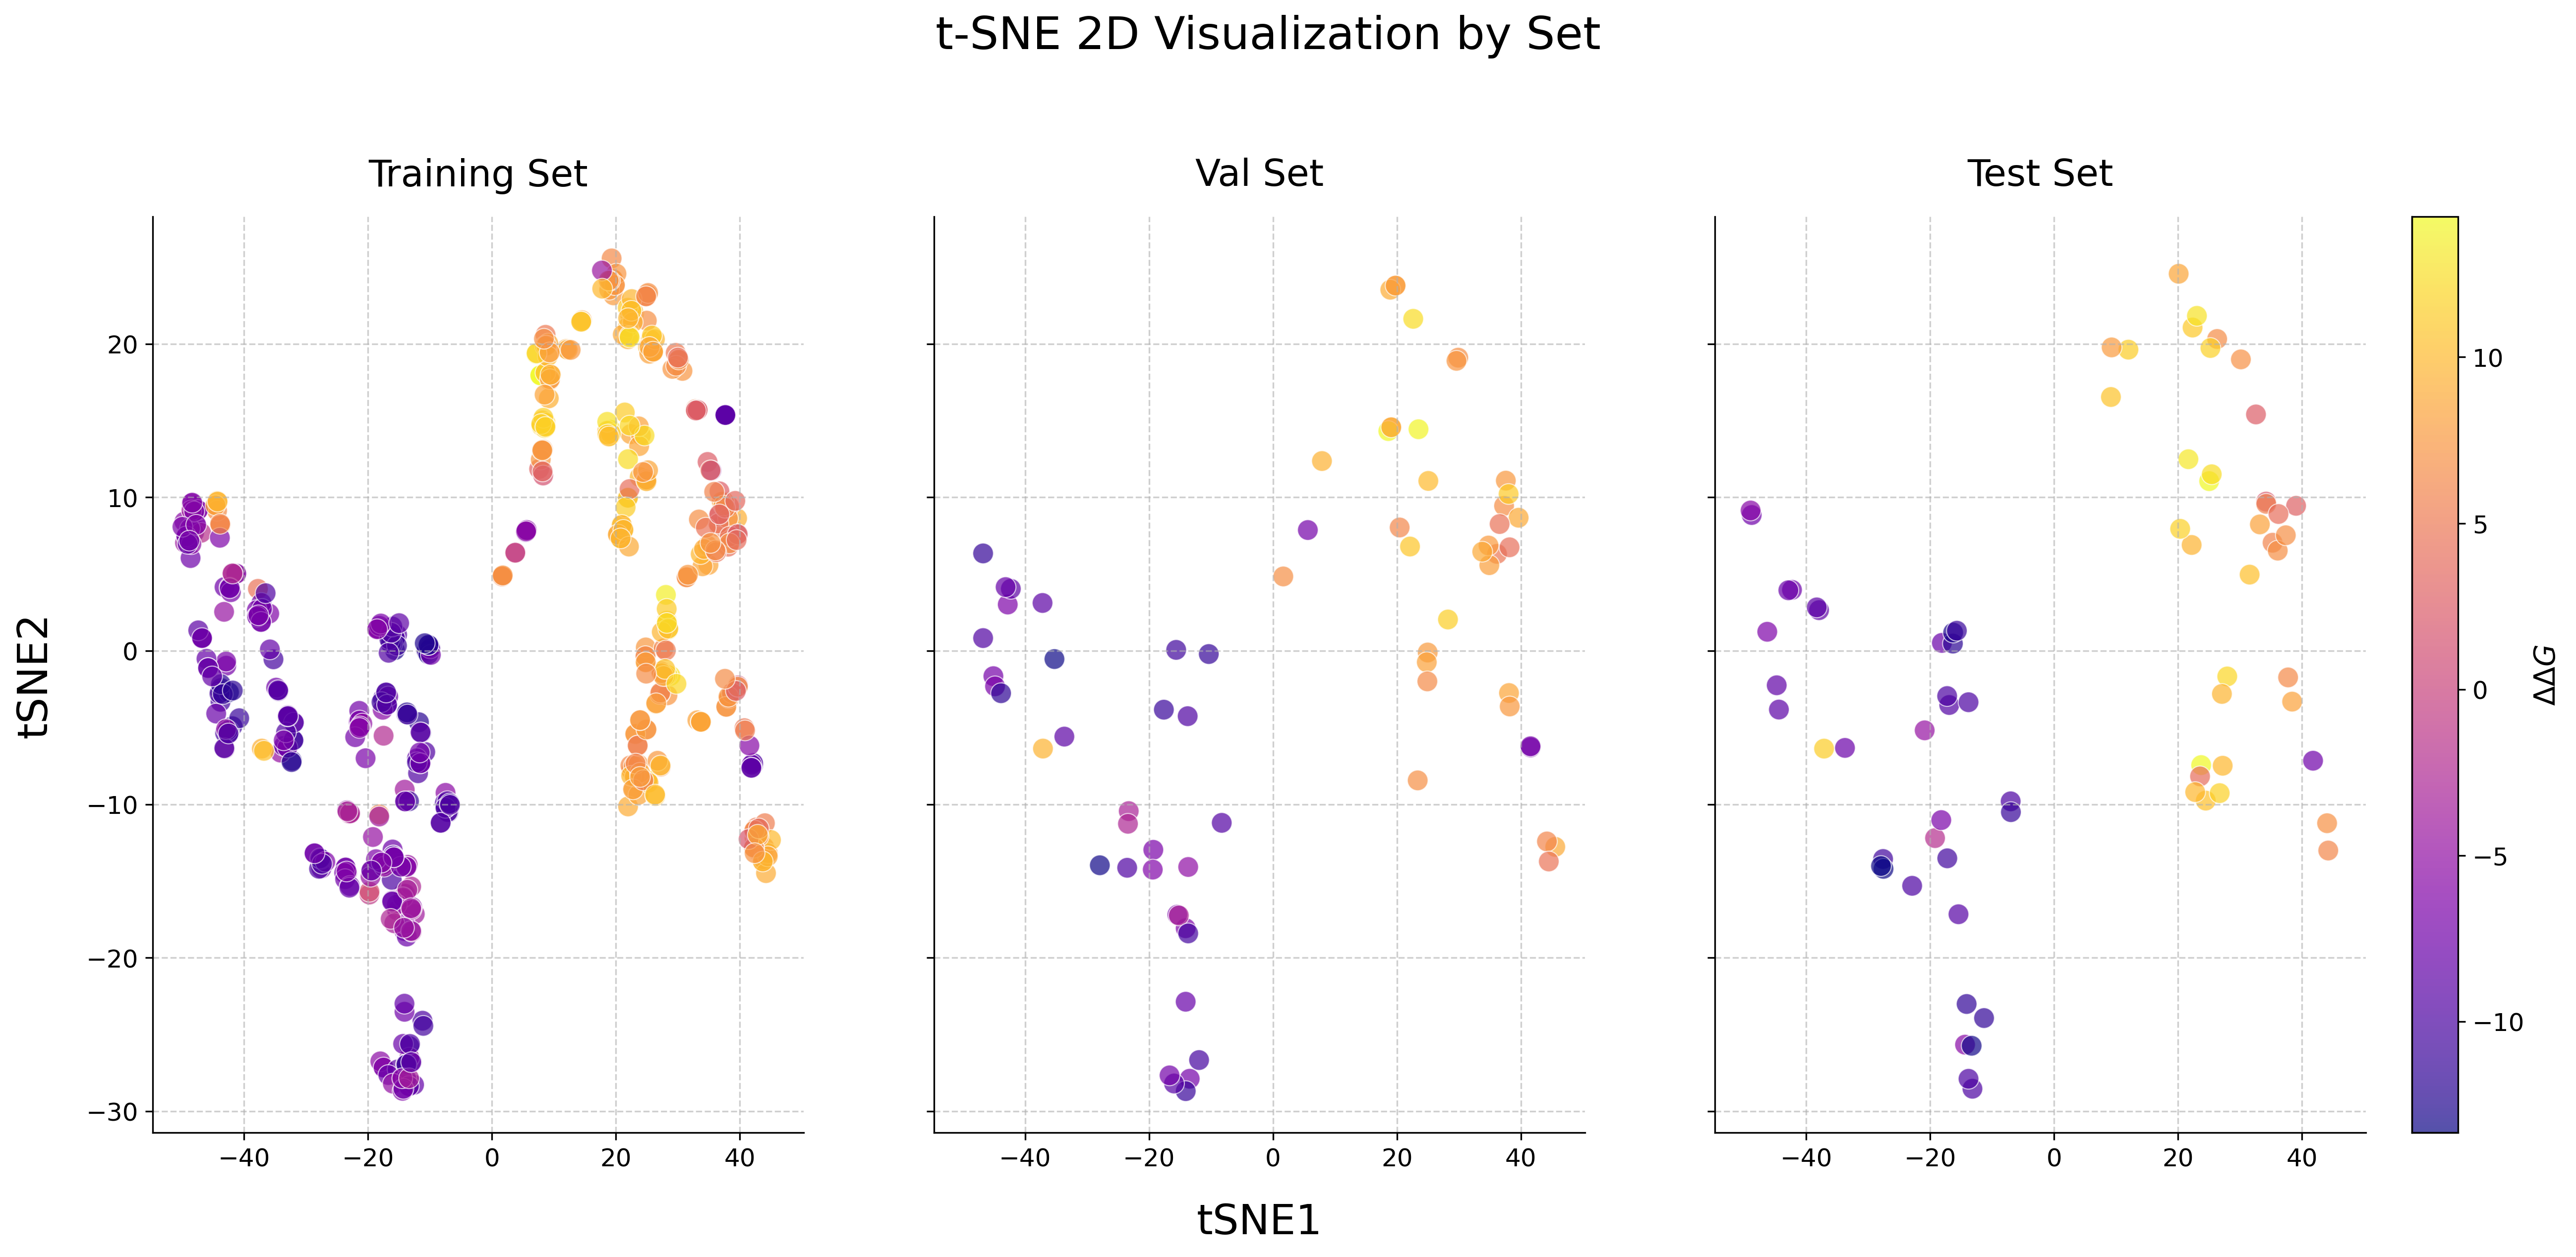 t-SNE 2D Visualization by Set
Training Set
Val Set
Test Set
tSNE2
20
10
0
−10
−20
−30
−40 −20 0 20 40
−40 −20 0 20 40
−40 −20 0 20 40
tSNE1
10
5
0
−5
−10
ΔΔG